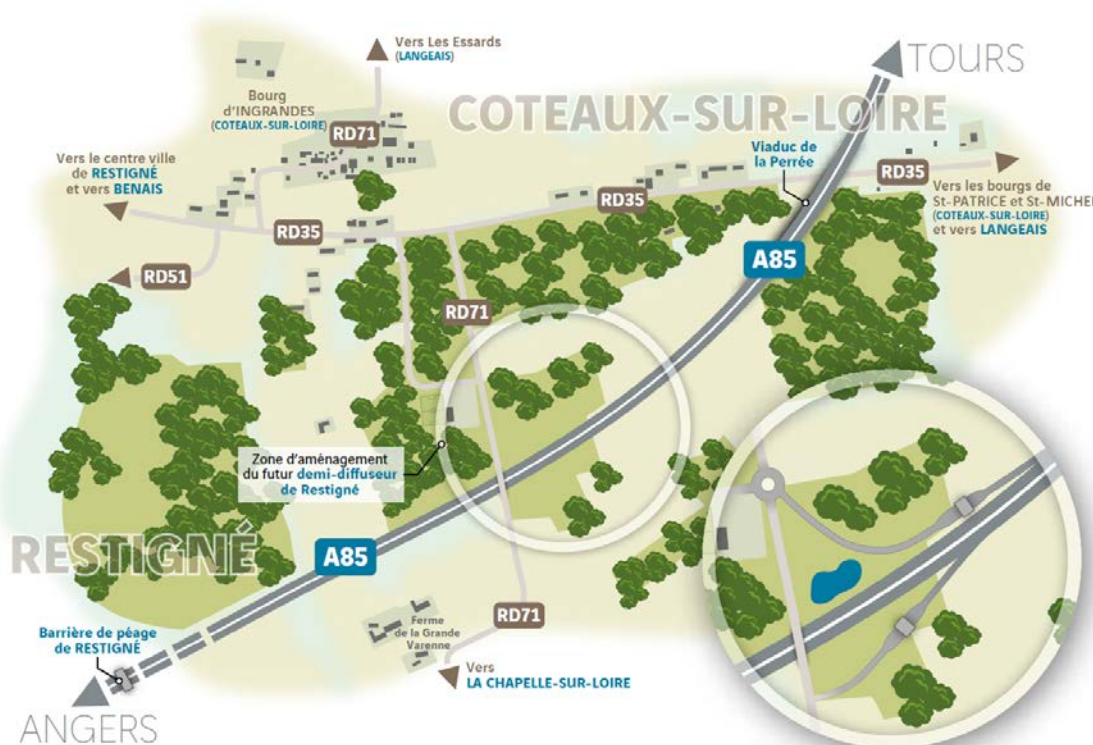 Vers Les Essards
(LANGEAIS)
TOURS
Bourg
d'INGRANDES
(COTEAUX-SUR-LOIRE)
RD71
COTEAUX-SUR-LOIRE
Vers le centre ville
de RESTIGNÉ
et vers BENAIS
Viaduc de
la Perrée
RD35
RD35
RD35
Vers les bourgs de
St-PATRICE et St-MICHEL
(COTEAUX-SUR-LOIRE)
et vers LANGEAIS
RD51
A85
RD71
Zone d'aménagement
du futur demi-diffuseur
de Restigné
RESTIGNÉ
A85
Barrière de péage
de RESTIGNÉ
Ferme
de la Grande
Varenne
RD71
Vers
LA CHAPELLE-SUR-LOIRE
ANGERS